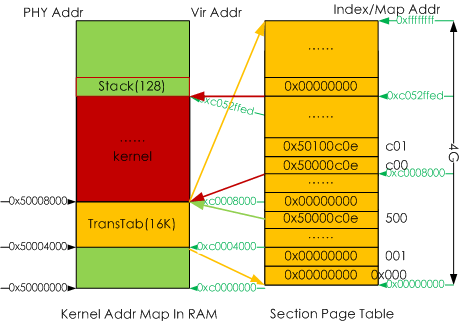 PHY Addr Vir Addr Index/Map Addr
0xffffffff
......
Stack(128) 0x00000000 0xc052ffed
0xc052ffed
......
......
kernel
0x50100c0e c01
0x50000c0e c00
0xc0008000
......
0x50008000 0xc0008000 0x00000000
TransTab(16K) 0x50000c0e 500
......
0x50004000 0xc0004000
0x00000000 001
0x00000000 0x000
0x50000000 0xc0000000 0x00000000
4G
Kernel Addr Map In RAM Section Page Table